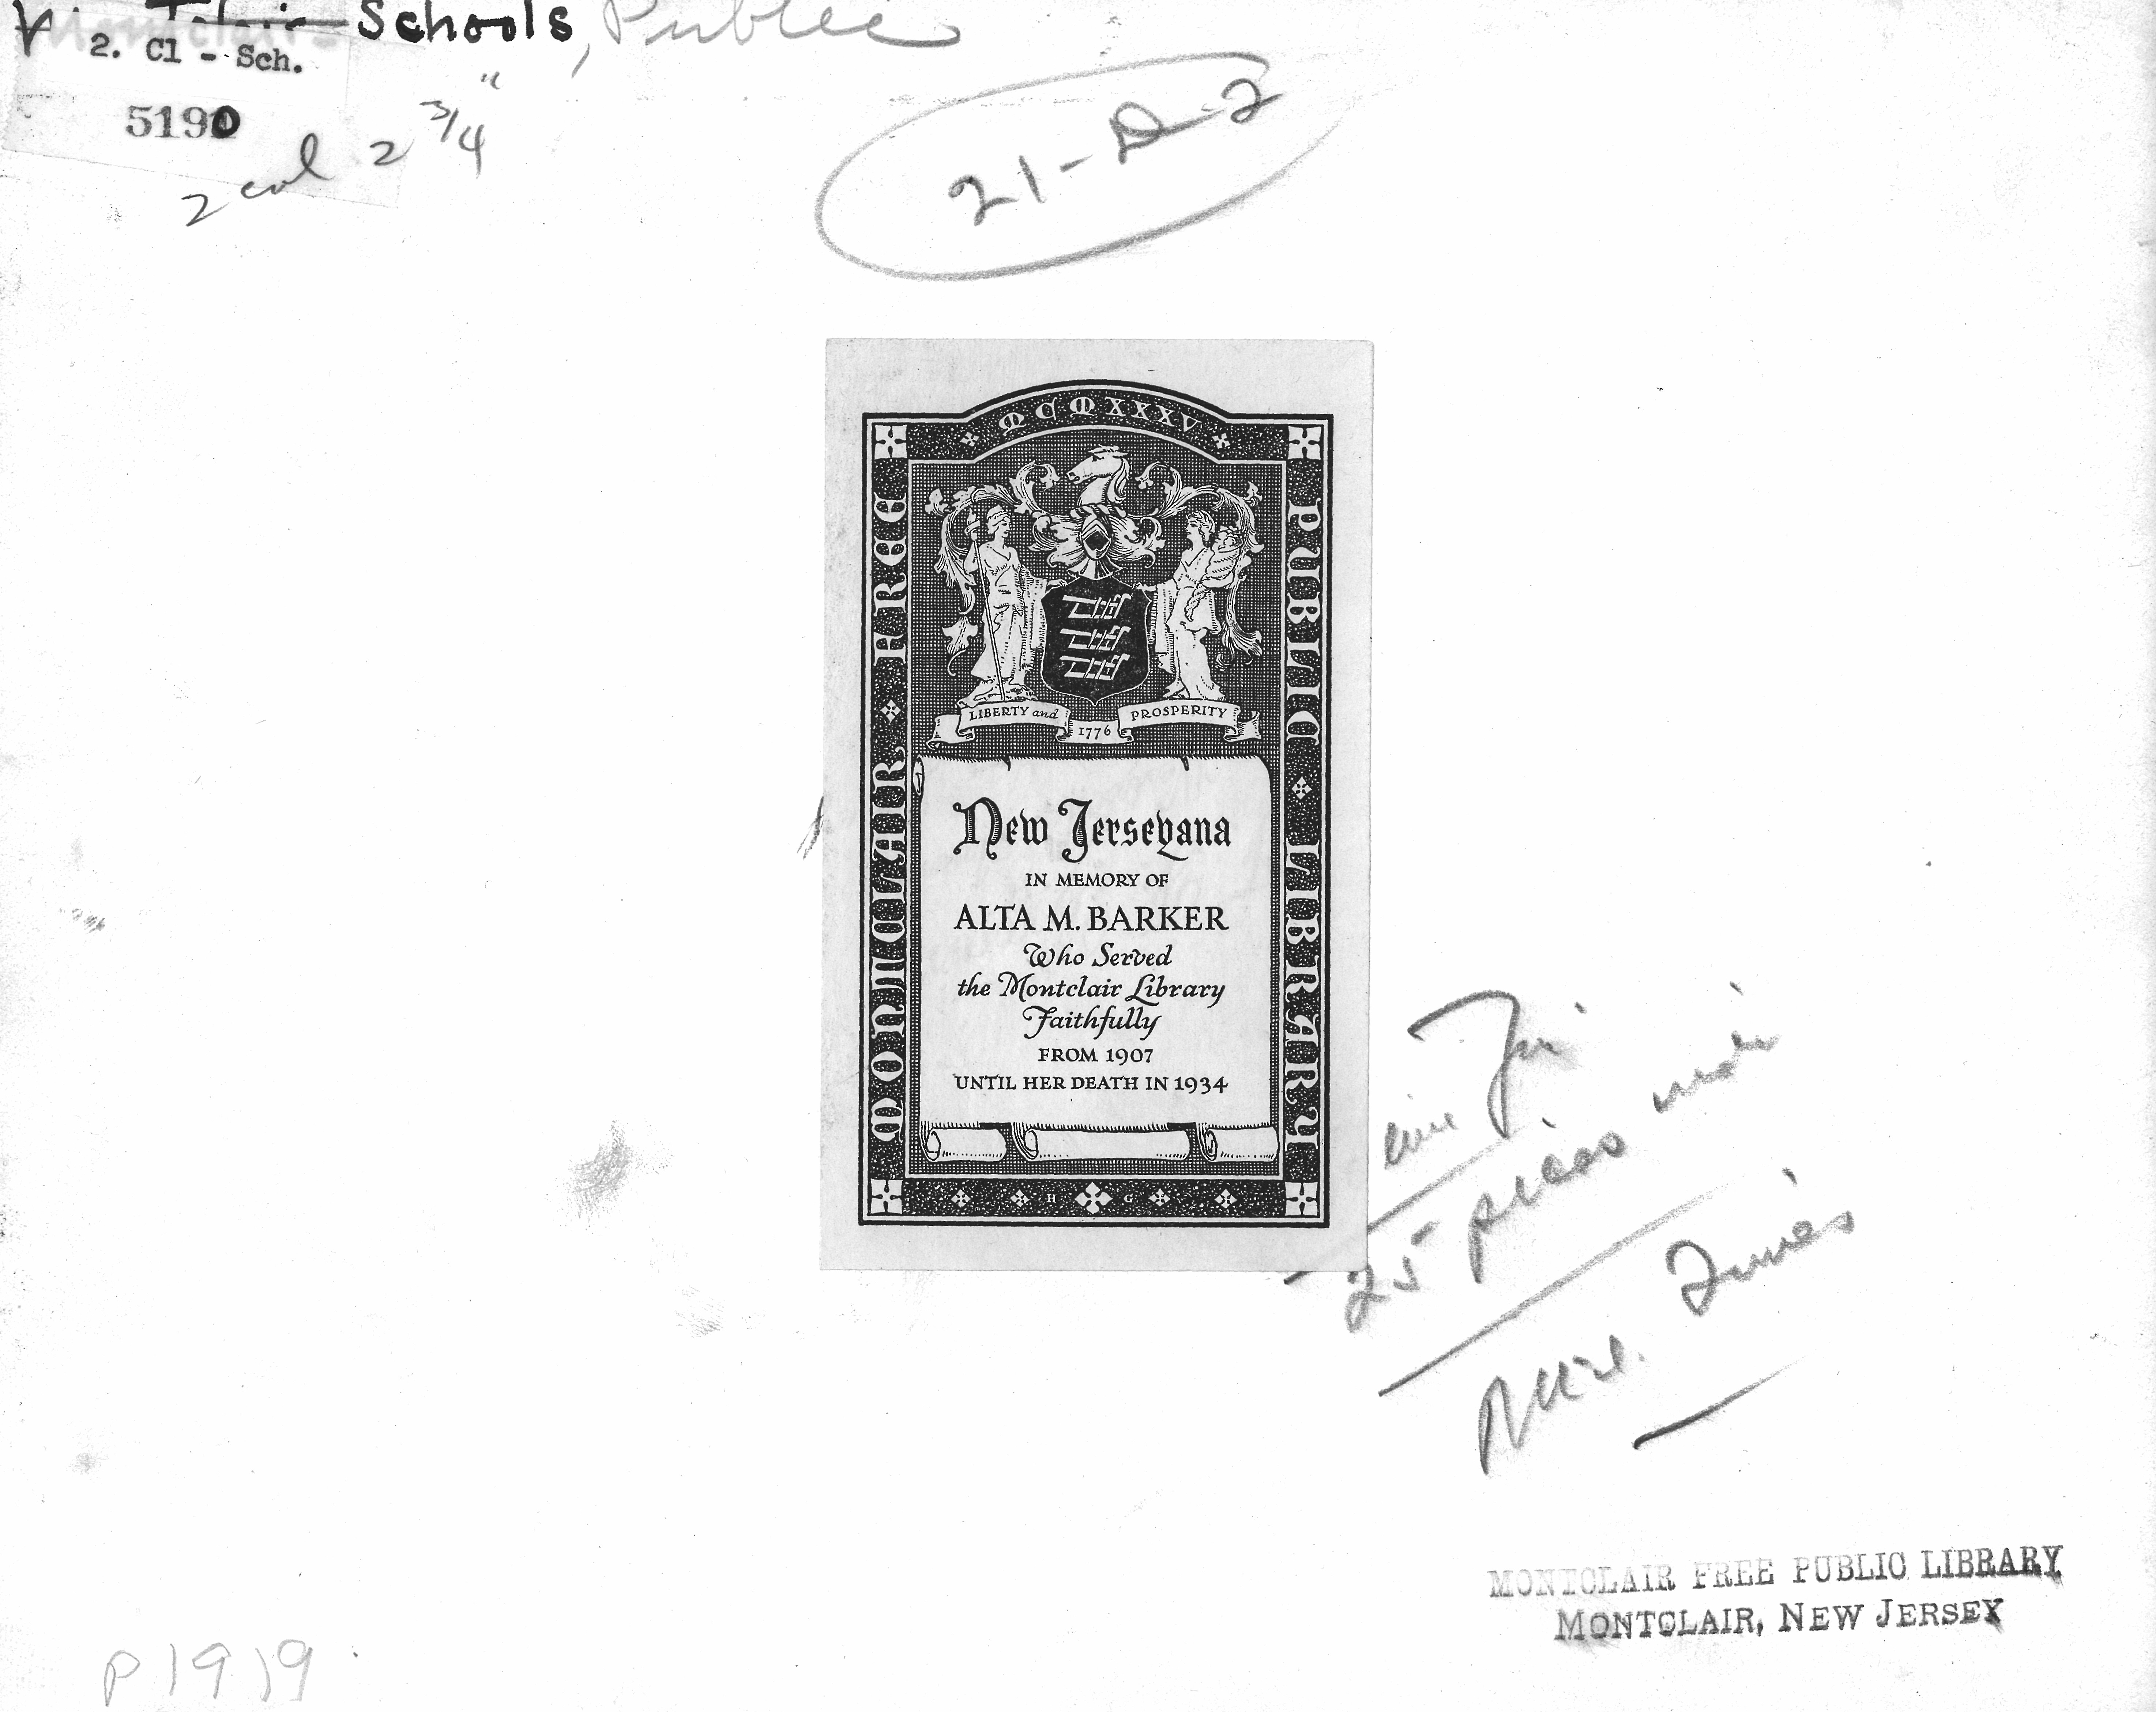 Schools, Public
2. Cl - Sch.
5190
2 col 2 3/4"
21-D-2
MCMXXXV
MONTCLAIR FREE
PUBLIC LIBRARY
LIBERTY and PROSPERITY
1776
New Jerseyana
IN MEMORY OF
ALTA M. BARKER
Who Served
the Montclair Library
Faithfully
FROM 1907
UNTIL HER DEATH IN 1934
H G
25
Times
MONTCLAIR FREE PUBLIC LIBRARY
MONTCLAIR, NEW JERSEY
P1919